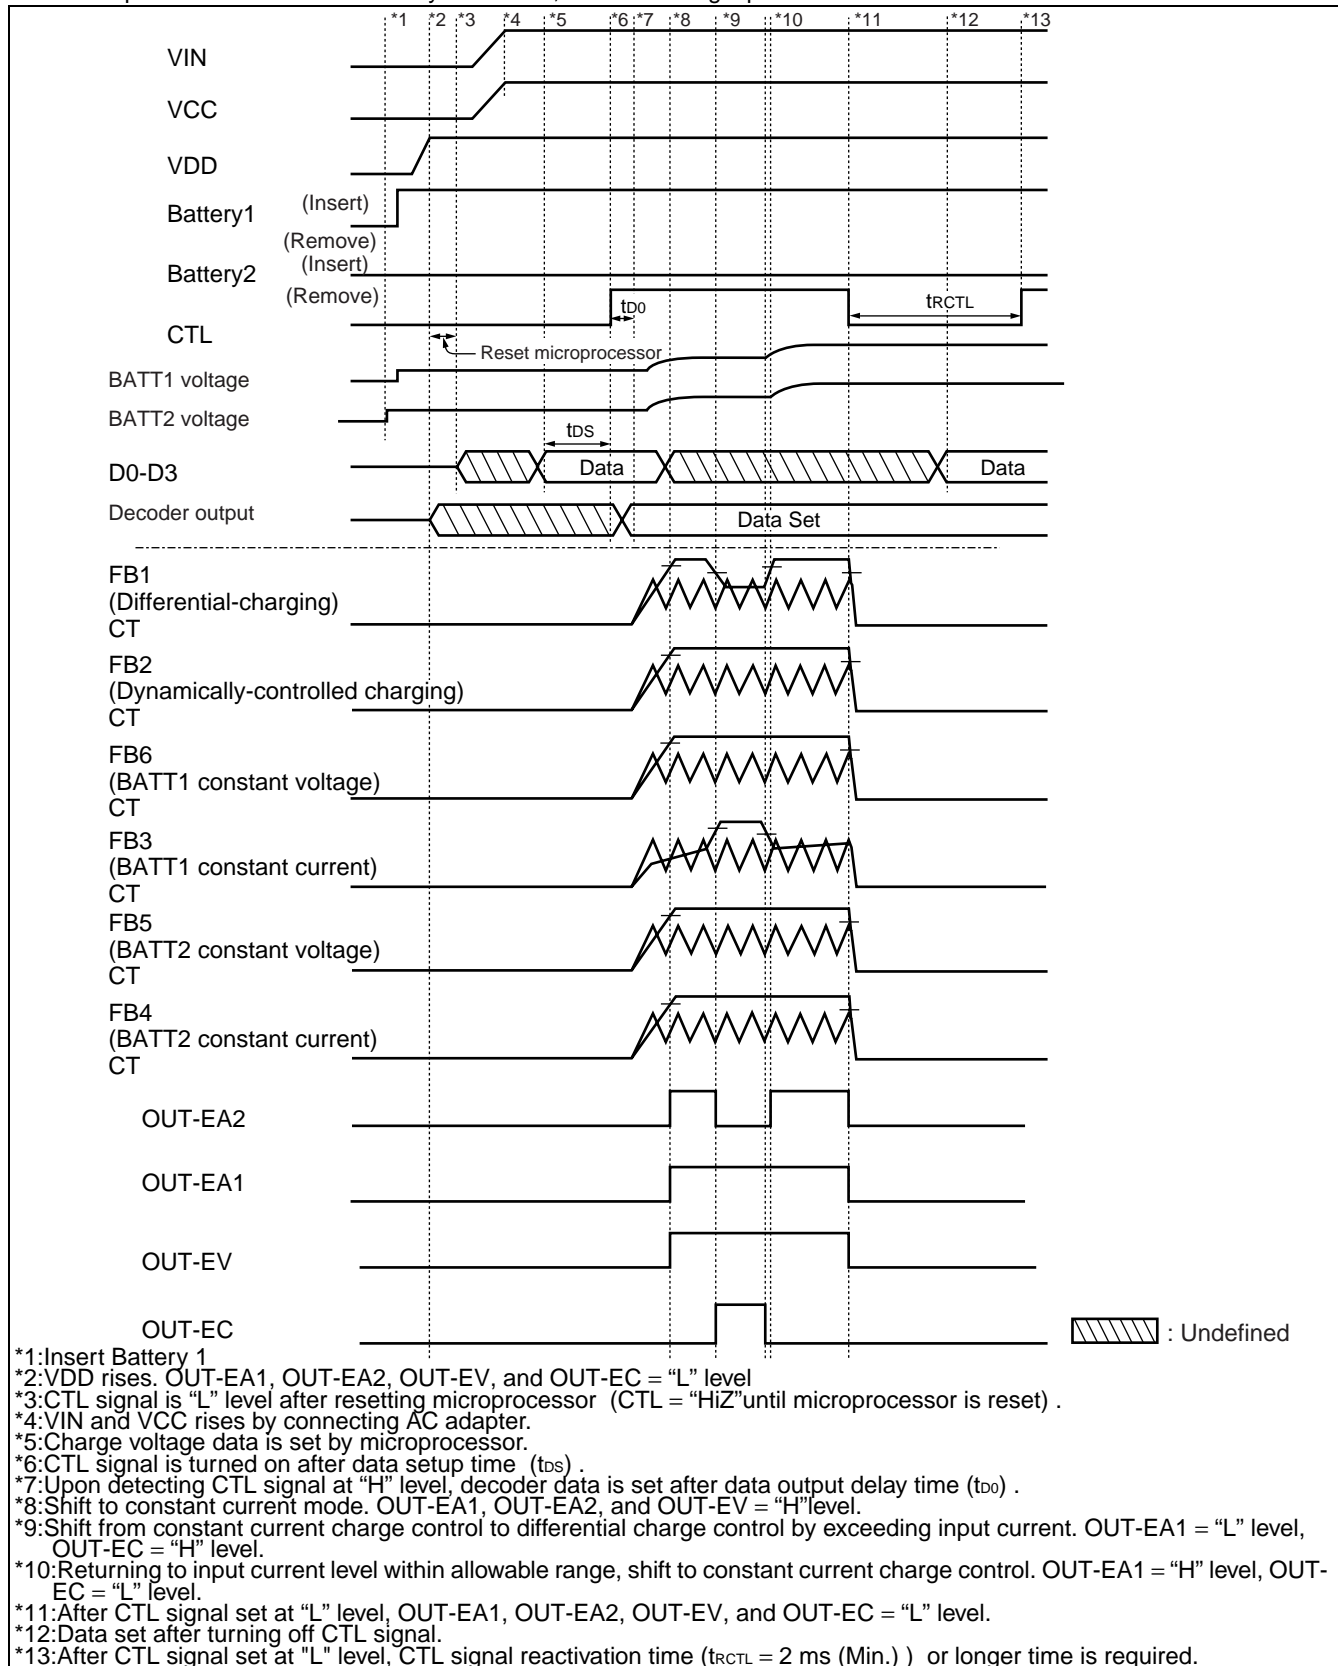 *1 *2 *3 *4 *5 *6 *7 *8 *9 *10 *11 *12 *13
VIN
VCC
VDD
Battery1 (Insert)
(Remove)
Battery2 (Insert)
(Remove)
tD0
tRCTL
CTL
Reset microprocessor
BATT1 voltage
BATT2 voltage
tDS
D0-D3 Data Data
Decoder output Data Set
FB1
(Differential-charging)
CT
FB2
(Dynamically-controlled charging)
CT
FB6
(BATT1 constant voltage)
CT
FB3
(BATT1 constant current)
CT
FB5
(BATT2 constant voltage)
CT
FB4
(BATT2 constant current)
CT
OUT-EA2
OUT-EA1
OUT-EV
OUT-EC
: Undefined
*1:Insert Battery 1
*2:VDD rises. OUT-EA1, OUT-EA2, OUT-EV, and OUT-EC = “L” level
*3:CTL signal is “L” level after resetting microprocessor (CTL = “HiZ”until microprocessor is reset) .
*4:VIN and VCC rises by connecting AC adapter.
*5:Charge voltage data is set by microprocessor.
*6:CTL signal is turned on after data setup time (tDS) .
*7:Upon detecting CTL signal at “H” level, decoder data is set after data output delay time (tD0) .
*8:Shift to constant current mode. OUT-EA1, OUT-EA2, and OUT-EV = “H”level.
*9:Shift from constant current charge control to differential charge control by exceeding input current. OUT-EA1 = “L” level,
OUT-EC = “H” level.
*10:Returning to input current level within allowable range, shift to constant current charge control. OUT-EA1 = “H” level, OUT-
EC = “L” level.
*11:After CTL signal set at “L” level, OUT-EA1, OUT-EA2, OUT-EV, and OUT-EC = “L” level.
*12:Data set after turning off CTL signal.
*13:After CTL signal set at "L" level, CTL signal reactivation time (tRCTL = 2 ms (Min.) ) or longer time is required.